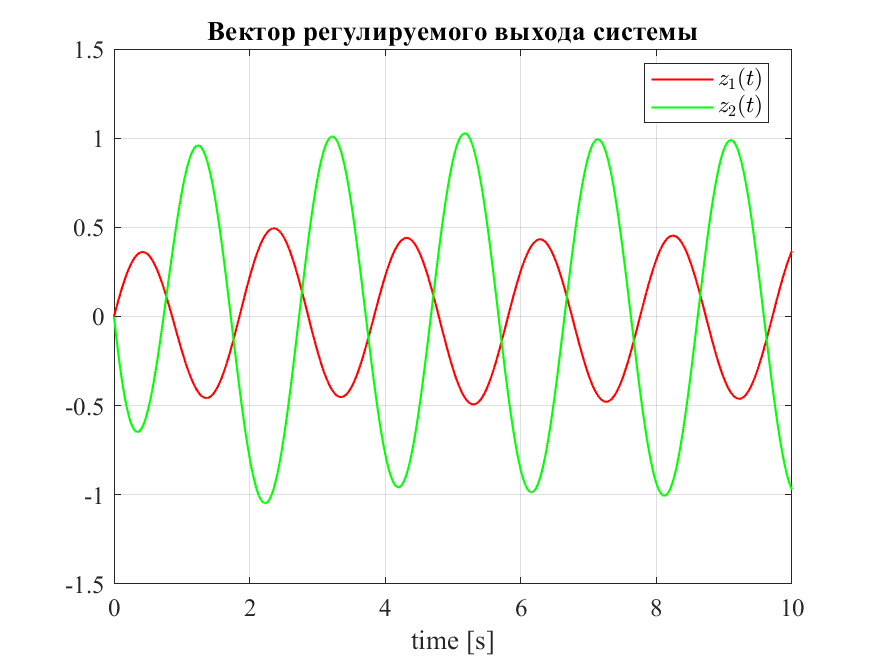 Вектор регулируемого выхода системы
z₁(t)
z₂(t)
1.5
1
0.5
0
-0.5
-1
-1.5
0 2 4 6 8 10
time [s]